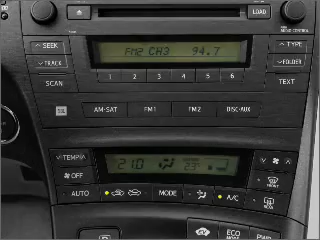 LOAD
SEEK
TRACK
SCAN
FM2 CH3 94.7
1 2 3 4 5 6
TYPE
FOLDER
TEXT
AM·SAT FM1 FM2 DISC·AUX
TEMP/A
OFF
21.0
23°
FRONT
REAR
AUTO
MODE
A/C
P
ECO
MODE